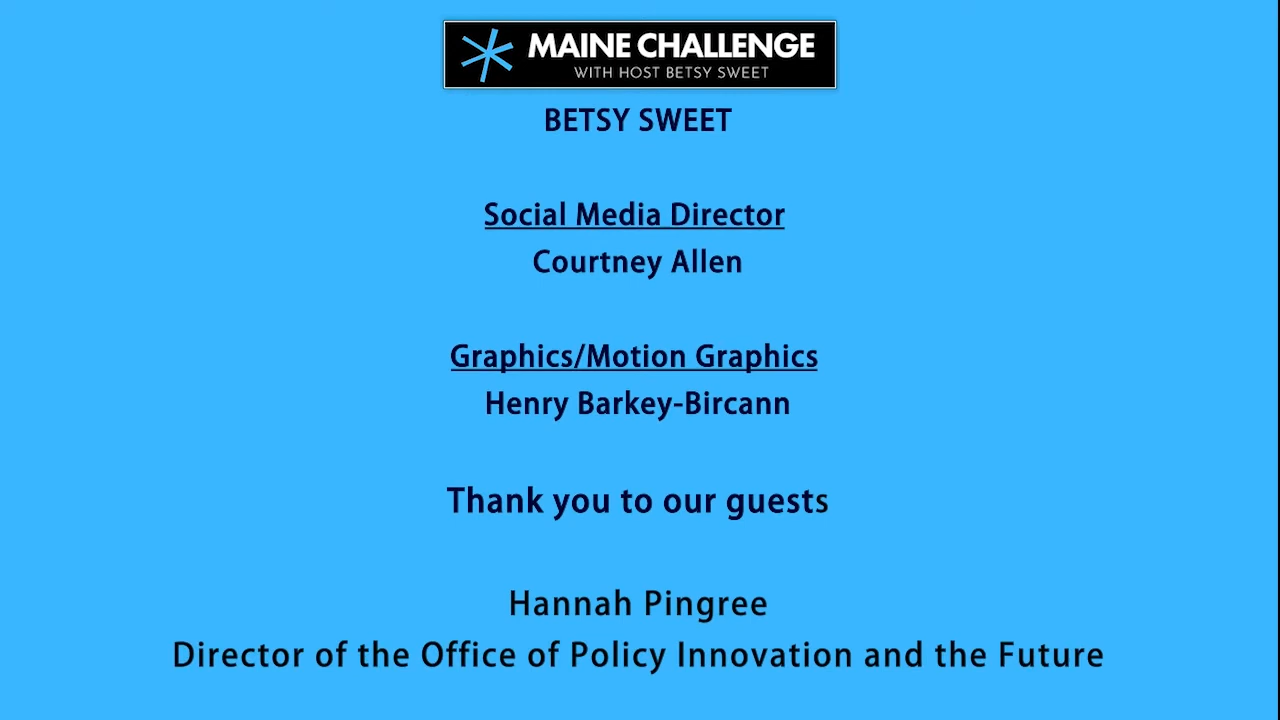 MAINE CHALLENGE
WITH HOST BETSY SWEET
BETSY SWEET
Social Media Director
Courtney Allen
Graphics/Motion Graphics
Henry Barkey-Bircann
Thank you to our guests
Hannah Pingree
Director of the Office of Policy Innovation and the Future